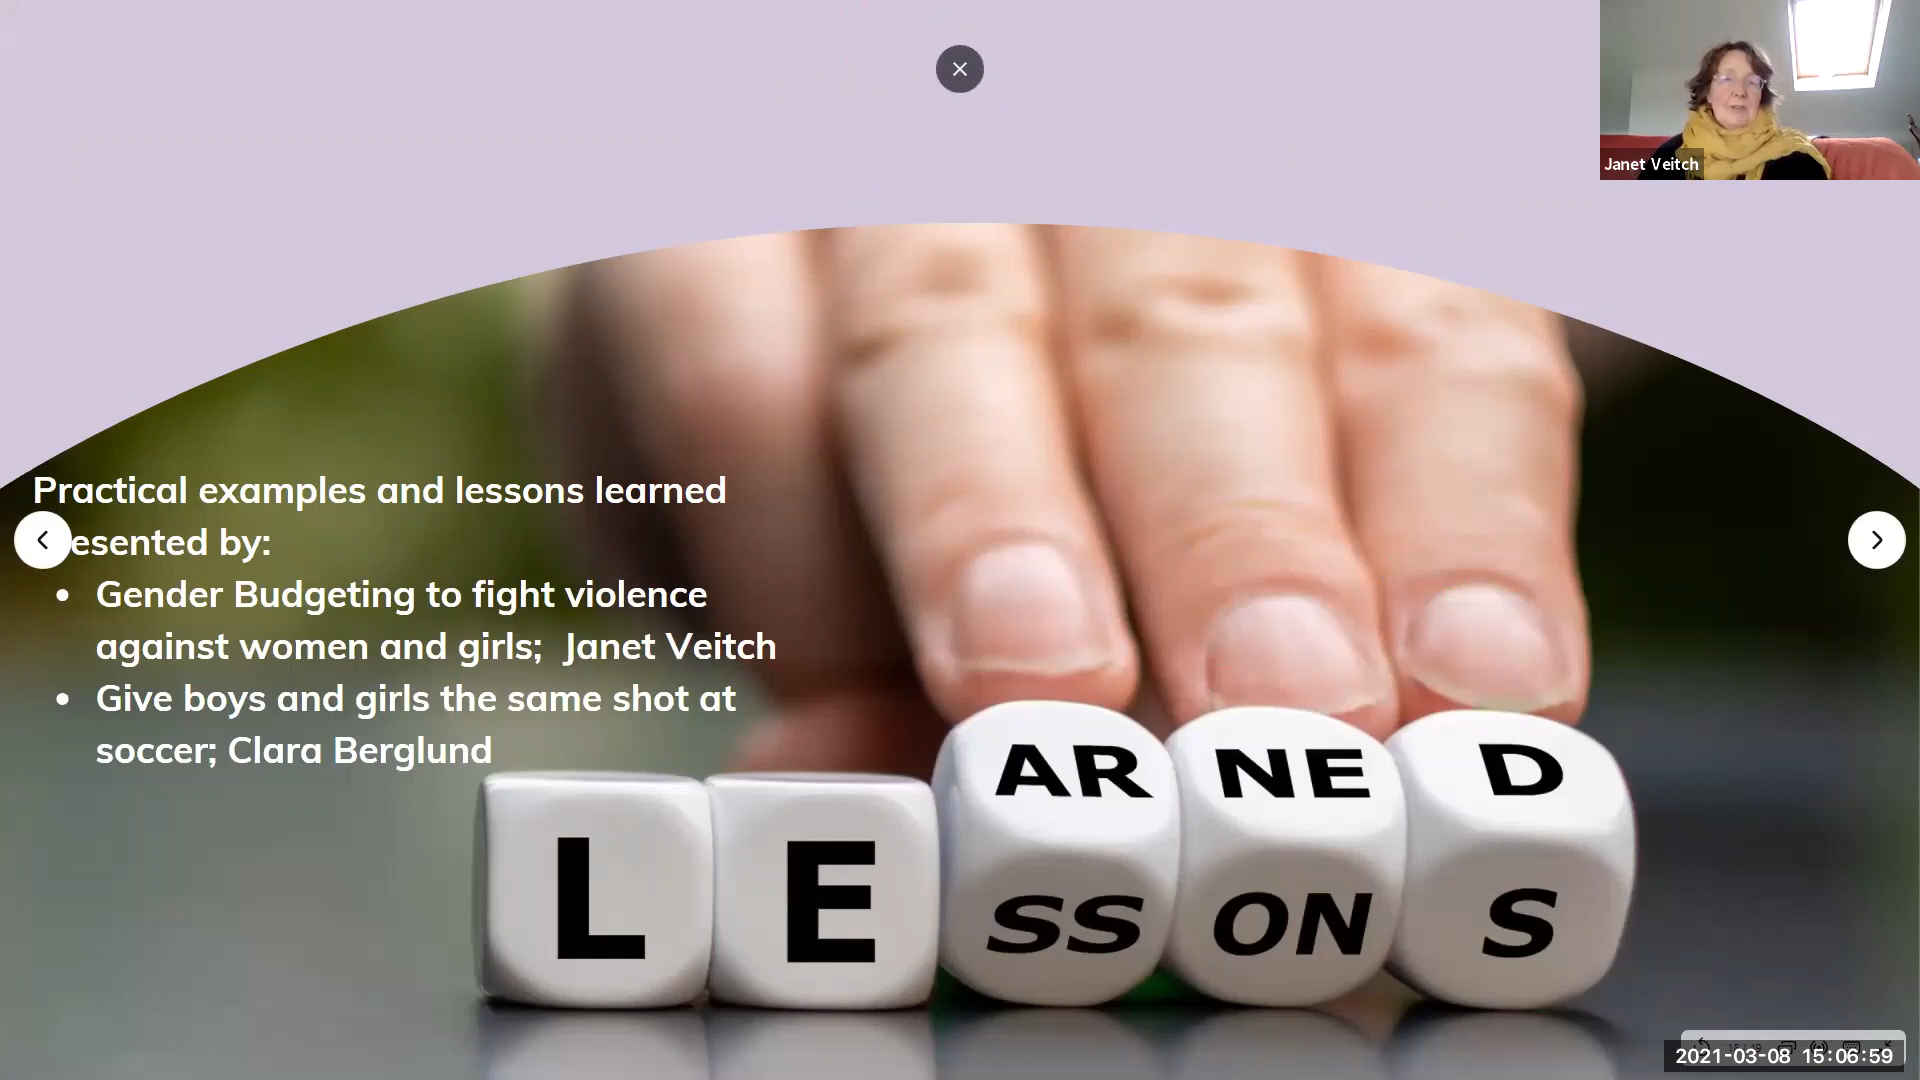 Janet Veitch
Practical examples and lessons learned
esented by:
• Gender Budgeting to fight violence
against women and girls; Janet Veitch
• Give boys and girls the same shot at
soccer; Clara Berglund
AR NE D
L E SS ON S
2021-03-08 15:06:59